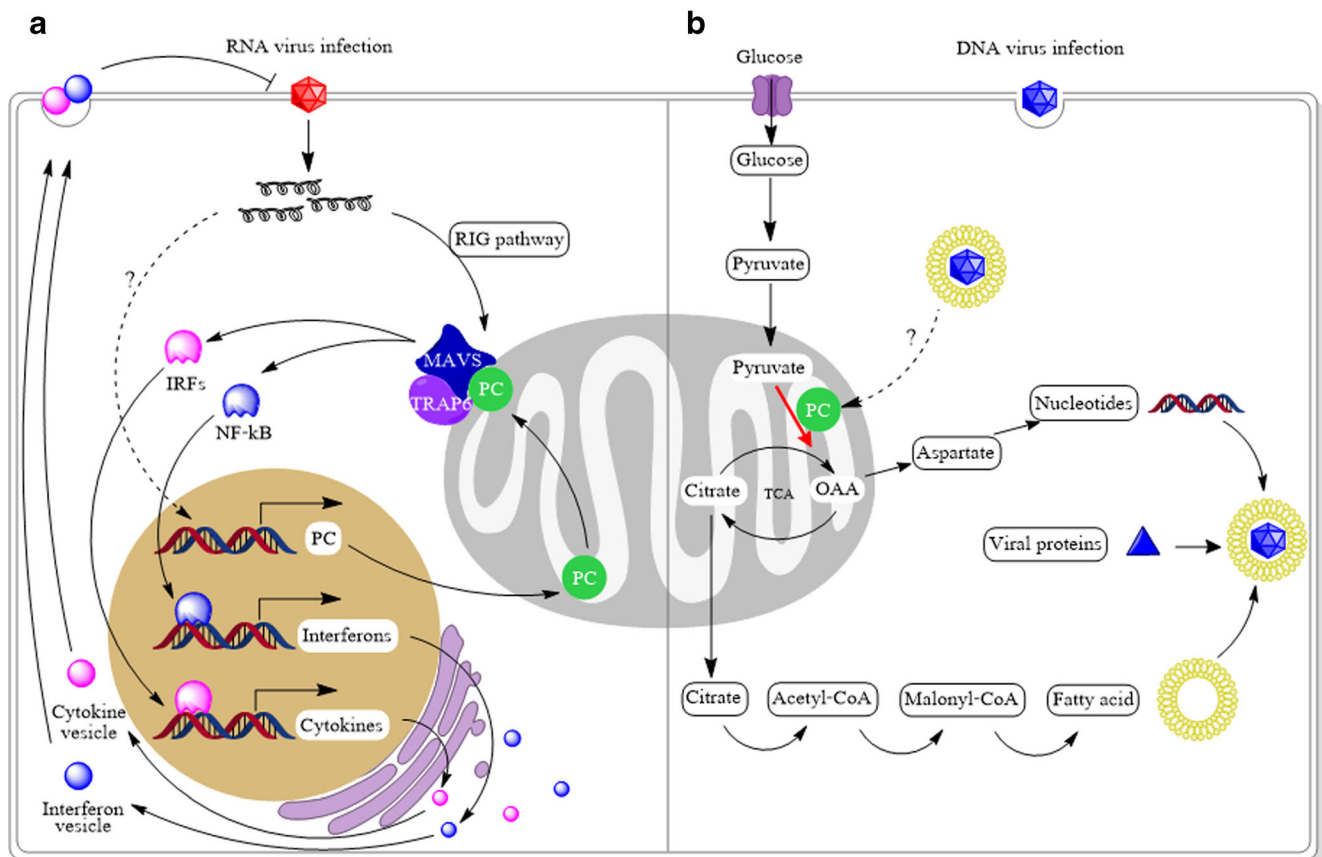 a
RNA virus infection
RIG pathway
?
MAVS
TRAP6
PC
IRFs
NF-kB
PC
PC
Interferons
Cytokines
Cytokine
vesicle
Interferon
vesicle
b
Glucose
DNA virus infection
Glucose
Pyruvate
?
Pyruvate
PC
Nucleotides
Aspartate
Citrate
TCA
OAA
Viral proteins
Citrate
Acetyl-CoA
Malonyl-CoA
Fatty acid